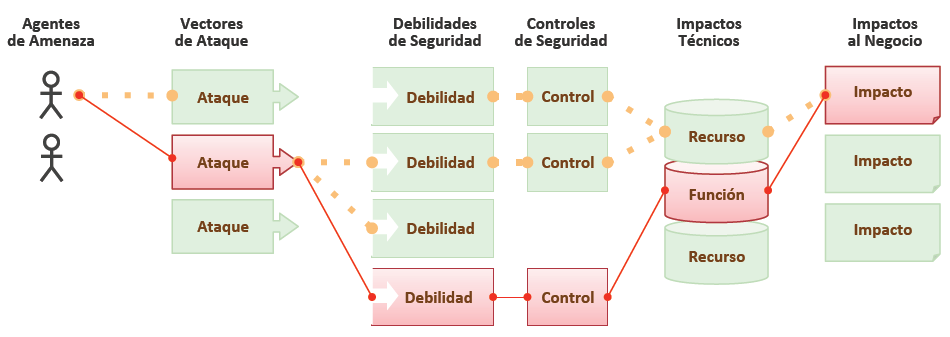 Agentes
de Amenaza
Vectores
de Ataque
Debilidades
de Seguridad
Controles
de Seguridad
Impactos
Técnicos
Impactos
al Negocio
Ataque
Debilidad
Control
Impacto
Recurso
Ataque
Debilidad
Control
Impacto
Función
Ataque
Debilidad
Impacto
Recurso
Debilidad
Control